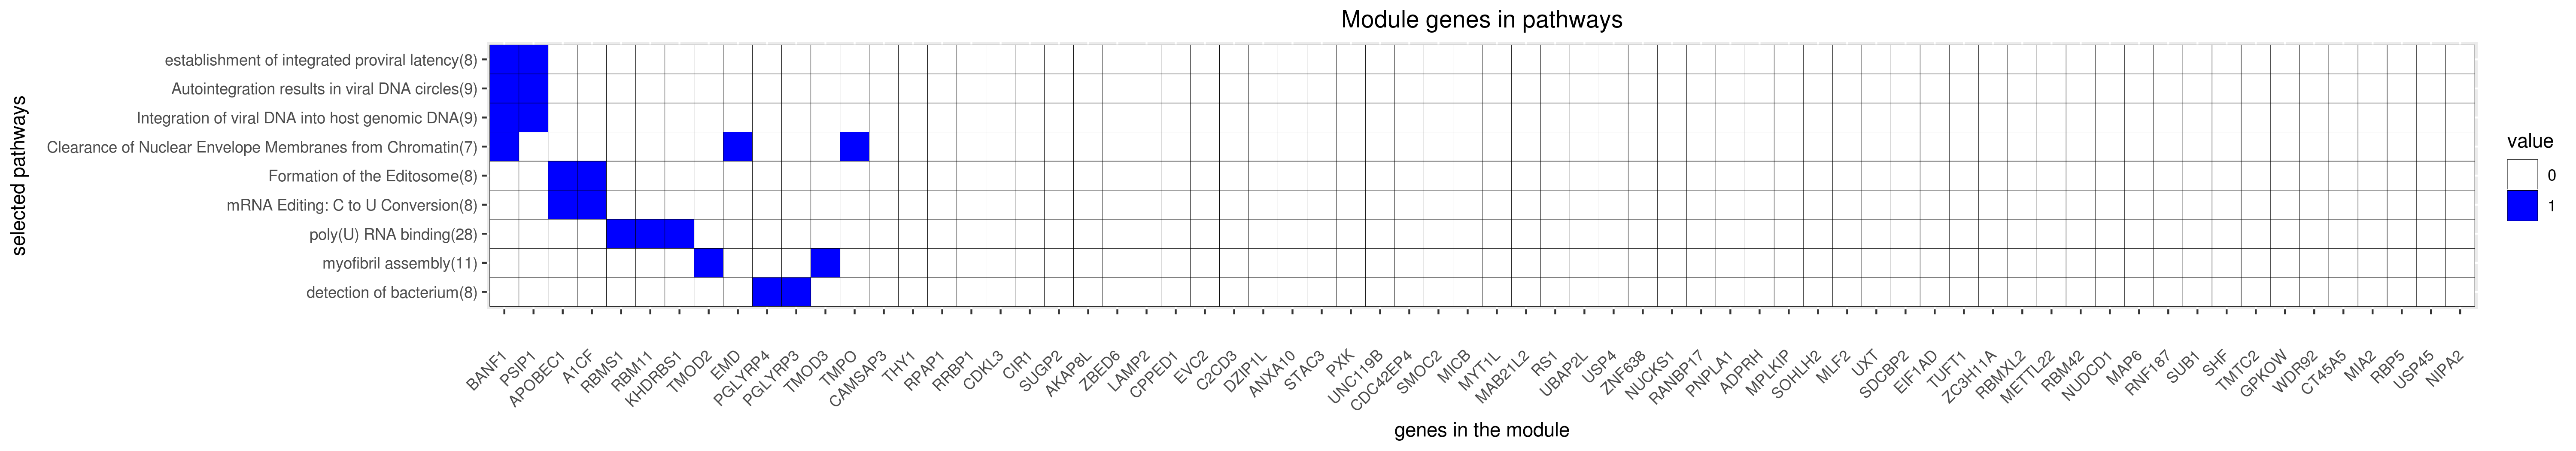 Module genes in pathways
selected pathways
establishment of integrated proviral latency(8)
Autointegration results in viral DNA circles(9)
Integration of viral DNA into host genomic DNA(9)
Clearance of Nuclear Envelope Membranes from Chromatin(7)
Formation of the Editosome(8)
mRNA Editing: C to U Conversion(8)
poly(U) RNA binding(28)
myofibril assembly(11)
detection of bacterium(8)
BANF1
PSIP1
APOBEC1
A1CF
RBMS1
RBM11
KHDRBS1
TMOD2
EMD
PGLYRP4
PGLYRP3
TMOD3
TMPO
CAMSAP3
THY1
RPAP1
RRBP1
CDKL3
CIR1
SUGP2
AKAP8L
ZBED6
LAMP2
CPPED1
EVC2
C2CD3
DZIP1L
ANXA10
STAC3
PXK
UNC119B
CDC42EP4
SMOC2
MICB
MYT1L
MAB21L2
RS1
UBAP2L
USP4
ZNF638
NUCKS1
RANBP17
PNPLA1
ADPRH
MPLKIP
SOHLH2
MLF2
UXT
SDCBP2
EIF1AD
TUFT1
ZC3H11A
RBMXL2
METTL22
RBM42
NUDCD1
MAP6
RNF187
SUB1
SHF
TMTC2
GPKOW
WDR92
CT45A5
MIA2
RBP5
USP45
NIPA2
genes in the module
value
0
1